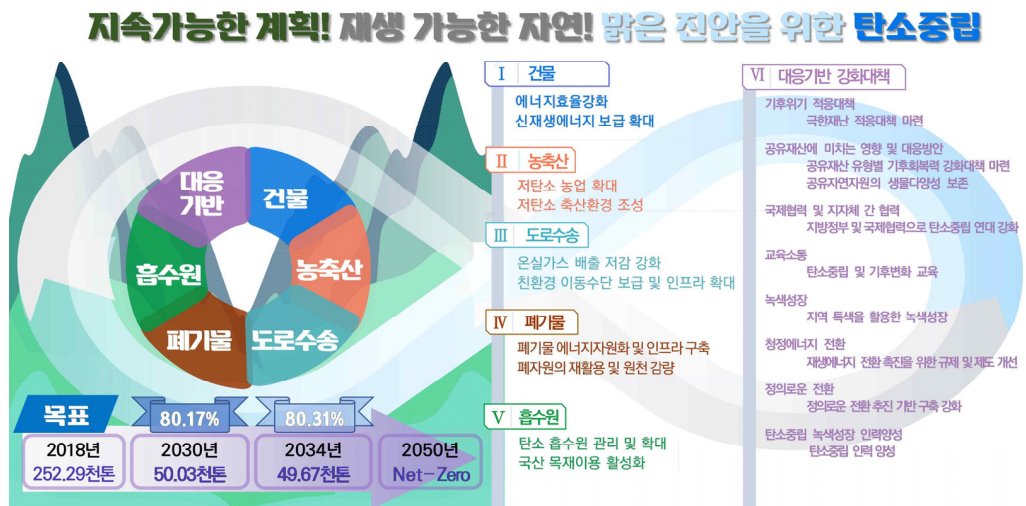 지속가능한 계획! 재생 가능한 자연! 맑은 진안을 위한 탄소중립
대응
기반
건물
흡수원
농축산
폐기물
도로수송
목표
80.17%
80.31%
2018년
252.29천톤
2030년
50.03천톤
2034년
49.67천톤
2050년
Net-Zero
Ⅰ 건물
에너지효율강화
신재생에너지 보급 확대
Ⅱ 농축산
저탄소 농업 확대
저탄소 축산환경 조성
Ⅲ 도로수송
온실가스 배출 저감 강화
친환경 이동수단 보급 및 인프라 확대
Ⅳ 폐기물
폐기물 에너지자원화 및 인프라 구축
폐자원의 재활용 및 원천 감량
Ⅴ 흡수원
탄소 흡수원 관리 및 확대
국산 목재이용 활성화
Ⅵ 대응기반 강화대책
기후위기 적응대책
극한재난 적응대책 마련
공유재산에 미치는 영향 및 대응방안
공유재산 유형별 기후회복력 강화대책 마련
공유자연자원의 생물다양성 보존
국제협력 및 지자체 간 협력
지방정부 및 국제협력으로 탄소중립 연대 강화
교육소통
탄소중립 및 기후변화 교육
녹색성장
지역 특색을 활용한 녹색성장
청정에너지 전환
재생에너지 전환 촉진을 위한 규제 및 제도 개선
정의로운 전환
정의로운 전환 추진 기반 구축 강화
탄소중립 녹색성장 인력양성
탄소중립 인력 양성